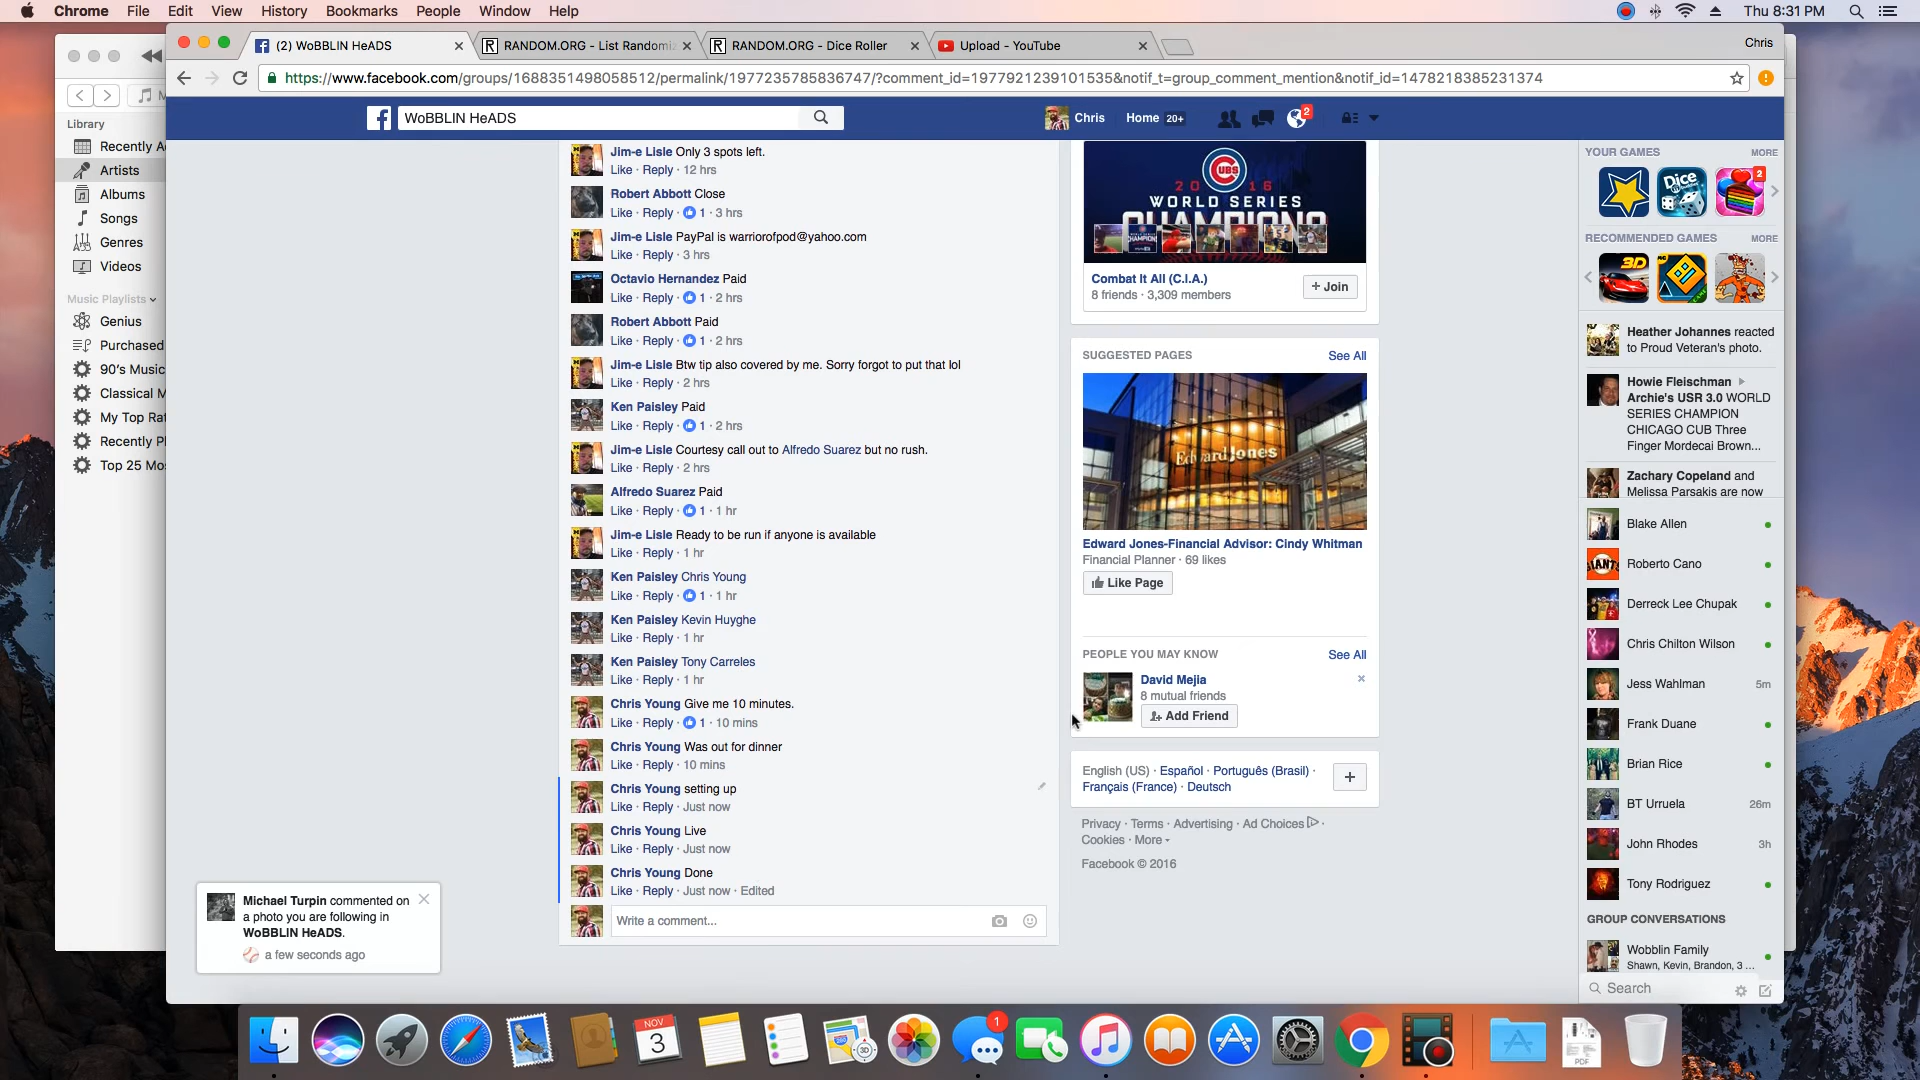 Chrome File Edit View History Bookmarks People Window Help
Thu 8:31 PM
(2) WoBBLIN HeADS
RANDOM.ORG - List Randomiz
RANDOM.ORG - Dice Roller
Upload - YouTube
Chris
https://www.facebook.com/groups/1688351498058512/permalink/1977235785836747/?comment_id=1977921239101535&notif_t=group_comment_mention&notif_id=1478218385231374
WoBBLIN HeADS
Chris
Home 20+
2
Library
Recently A
Artists
Albums
Songs
Genres
Videos
Music Playlists
Genius
Purchased
90's Music
Classical M
My Top Rat
Recently Pl
Top 25 Mos
Jim-e Lisle Only 3 spots left.
Like · Reply · 12 hrs
Robert Abbott Close
Like · Reply · 1 · 3 hrs
Jim-e Lisle PayPal is warriorofpod@yahoo.com
Like · Reply · 3 hrs
Octavio Hernandez Paid
Like · Reply · 1 · 2 hrs
Robert Abbott Paid
Like · Reply · 1 · 2 hrs
Jim-e Lisle Btw tip also covered by me. Sorry forgot to put that lol
Like · Reply · 2 hrs
Ken Paisley Paid
Like · Reply · 1 · 2 hrs
Jim-e Lisle Courtesy call out to Alfredo Suarez but no rush.
Like · Reply · 2 hrs
Alfredo Suarez Paid
Like · Reply · 1 · 1 hr
Jim-e Lisle Ready to be run if anyone is available
Like · Reply · 1 hr
Ken Paisley Chris Young
Like · Reply · 1 · 1 hr
Ken Paisley Kevin Huyghe
Like · Reply · 1 hr
Ken Paisley Tony Carreles
Like · Reply · 1 hr
Chris Young Give me 10 minutes.
Like · Reply · 1 · 10 mins
Chris Young Was out for dinner
Like · Reply · 10 mins
Chris Young setting up
Like · Reply · Just now
Chris Young Live
Like · Reply · Just now
Chris Young Done
Like · Reply · Just now · Edited
Write a comment...
Michael Turpin commented on
a photo you are following in
WoBBLIN HeADS.
a few seconds ago
CUBS
2016
WORLD SERIES
CHAMPIONS
Combat It All (C.I.A.)
8 friends · 3,309 members
+ Join
SUGGESTED PAGES
See All
Edward Jones
Edward Jones-Financial Advisor: Cindy Whitman
Financial Planner · 69 likes
Like Page
PEOPLE YOU MAY KNOW
See All
David Mejia
8 mutual friends
Add Friend
English (US) · Español · Português (Brasil) ·
Français (France) · Deutsch
Privacy · Terms · Advertising · Ad Choices ·
Cookies · More
Facebook © 2016
YOUR GAMES
MORE
Dice
2
RECOMMENDED GAMES
MORE
3D
Heather Johannes reacted
to Proud Veteran's photo.
Howie Fleischman
Archie's USR 3.0 WORLD
SERIES CHAMPION
CHICAGO CUB Three
Finger Mordecai Brown...
Zachary Copeland and
Melissa Parsakis are now
Blake Allen
Roberto Cano
GIANTS
Derreck Lee Chupak
Chris Chilton Wilson
Jess Wahlman 5m
Frank Duane
Brian Rice
BT Urruela 26m
John Rhodes 3h
Tony Rodriguez
GROUP CONVERSATIONS
Wobblin Family
Shawn, Kevin, Brandon, 3 ...
Search
NOV
3
3D
1
PDF